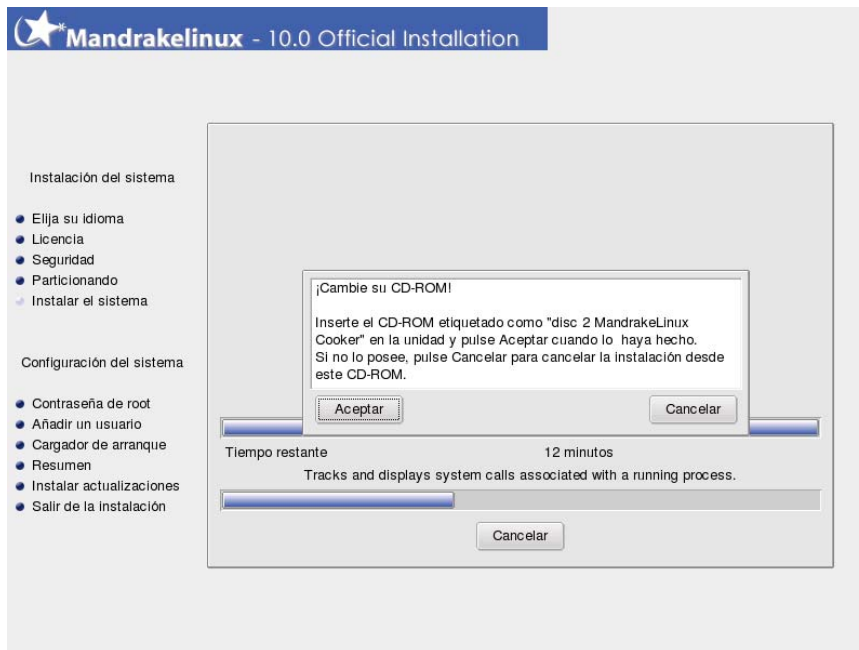 Mandrakelinux - 10.0 Official Installation
Instalación del sistema
Elija su idioma
Licencia
Seguridad
Particionando
Instalar el sistema
Configuración del sistema
Contraseña de root
Añadir un usuario
Cargador de arranque
Resumen
Instalar actualizaciones
Salir de la instalación
¡Cambie su CD-ROM!
Inserte el CD-ROM etiquetado como "disc 2 MandrakeLinux
Cooker" en la unidad y pulse Aceptar cuando lo haya hecho.
Si no lo posee, pulse Cancelar para cancelar la instalación desde
este CD-ROM.
Aceptar Cancelar
Tiempo restante 12 minutos
Tracks and displays system calls associated with a running process.
Cancelar